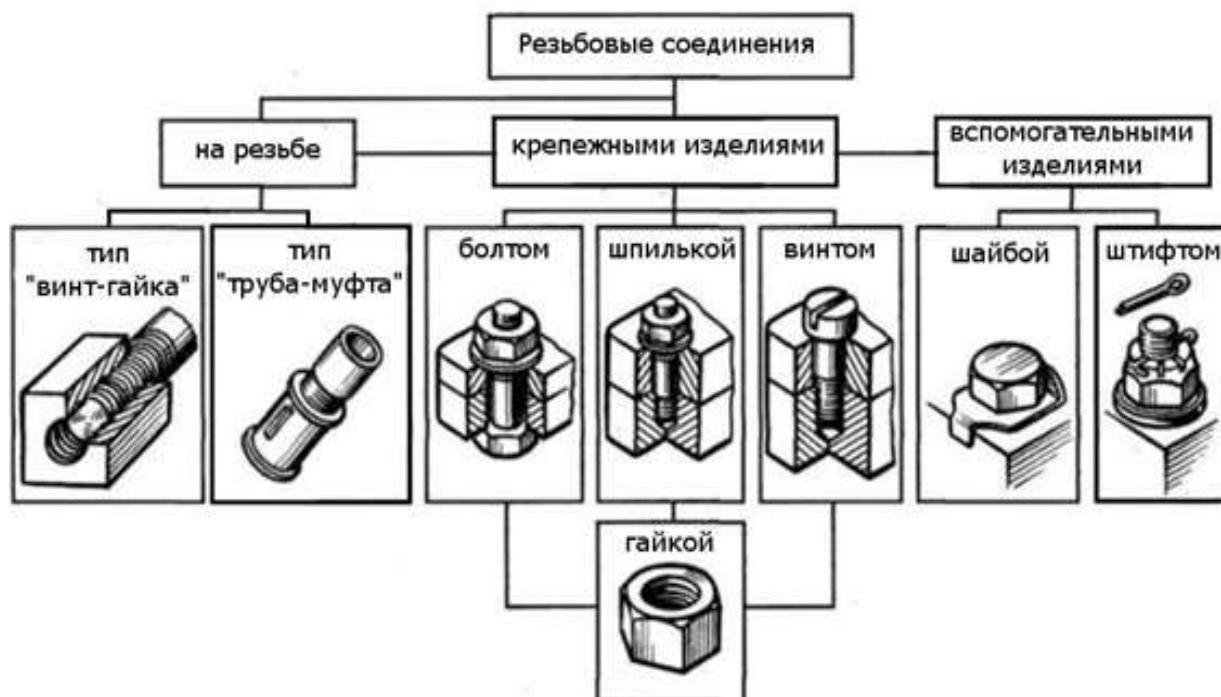 Резьбовые соединения
на резьбе
крепежными изделиями
вспомогательными
изделиями
тип
"винт-гайка"
тип
"труба-муфта"
болтом
шпилькой
винтом
шайбой
штифтом
гайкой